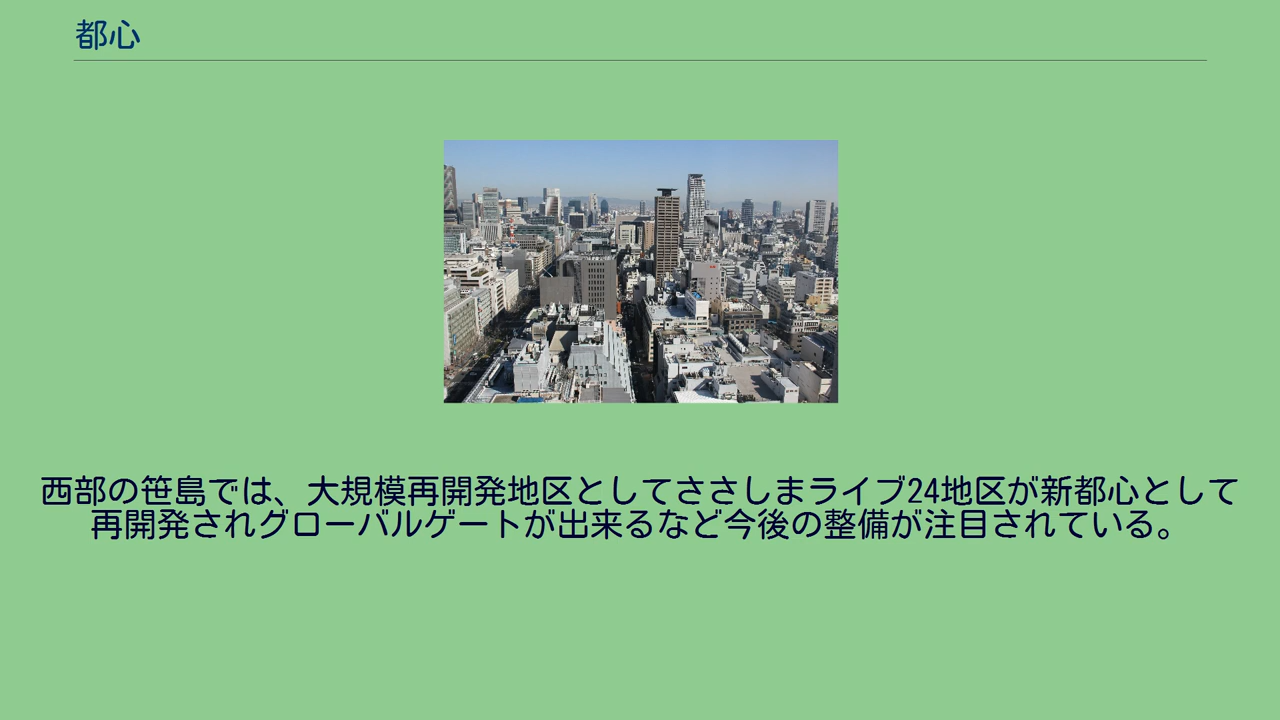 都心
西部の笹島では、大規模再開発地区としてささしまライブ24地区が新都心として
再開発されグローバルゲートが出来るなど今後の整備が注目されている。